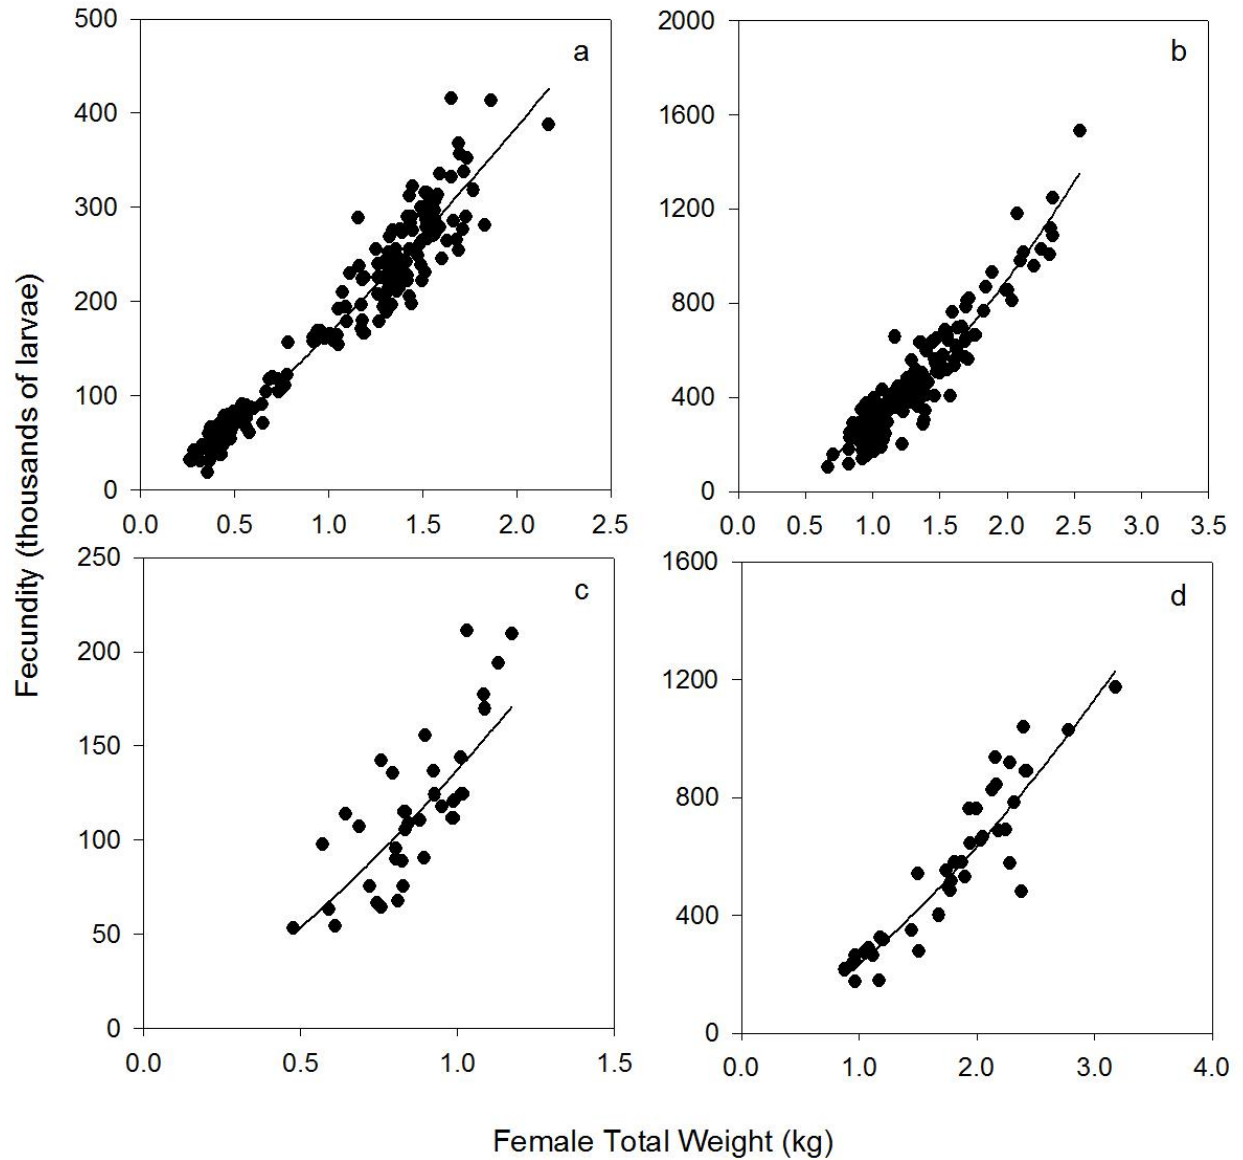 500
400
300
200
100
0
a
0.0 0.5 1.0 1.5 2.0 2.5
2000
1600
1200
800
400
0
b
0.0 0.5 1.0 1.5 2.0 2.5 3.0 3.5
250
200
150
100
50
0
c
0.0 0.5 1.0 1.5
1600
1200
800
400
0
d
0.0 1.0 2.0 3.0 4.0
Fecundity (thousands of larvae)
Female Total Weight (kg)